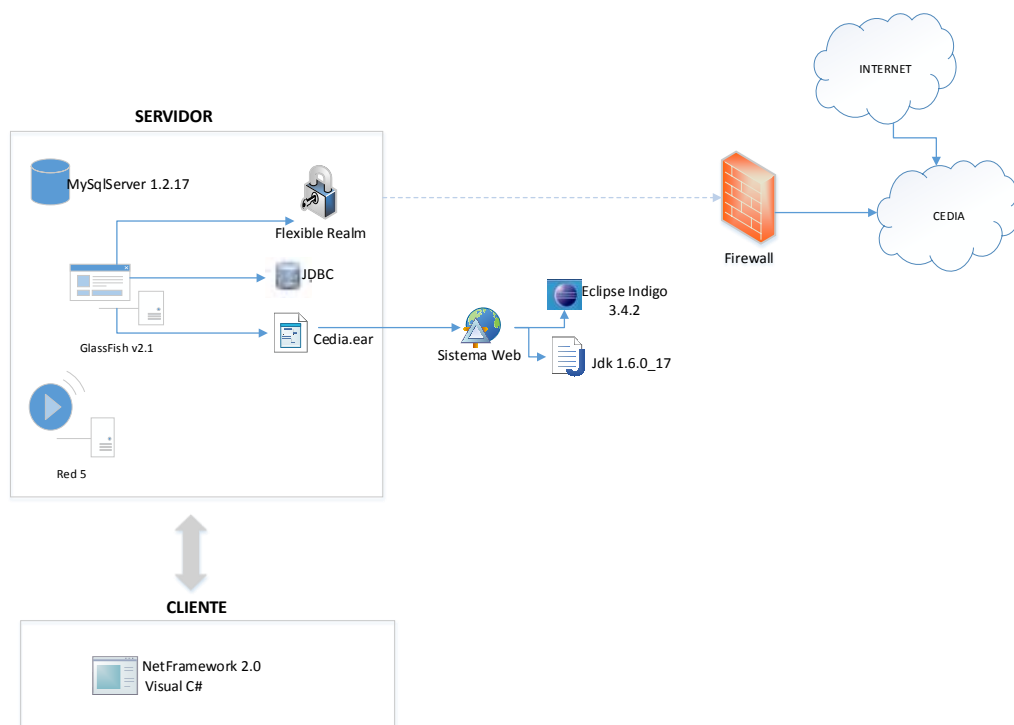 INTERNET
SERVIDOR
MySqlServer 1.2.17
CEDIA
Flexible Realm
Firewall
JDBC
Eclipse Indigo
3.4.2
GlassFish v2.1
Cedia.ear
Sistema Web
Jdk 1.6.0_17
Red 5
CLIENTE
NetFramework 2.0
Visual C#